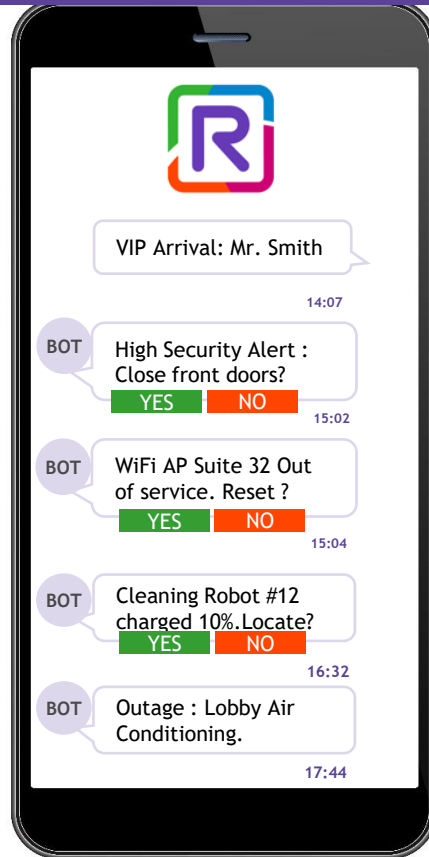 R
VIP Arrival: Mr. Smith
14:07
BOT
High Security Alert :
Close front doors?
YES NO
15:02
BOT
WiFi AP Suite 32 Out
of service. Reset ?
YES NO
15:04
BOT
Cleaning Robot #12
charged 10%.Locate?
YES NO
16:32
BOT
Outage : Lobby Air
Conditioning.
17:44